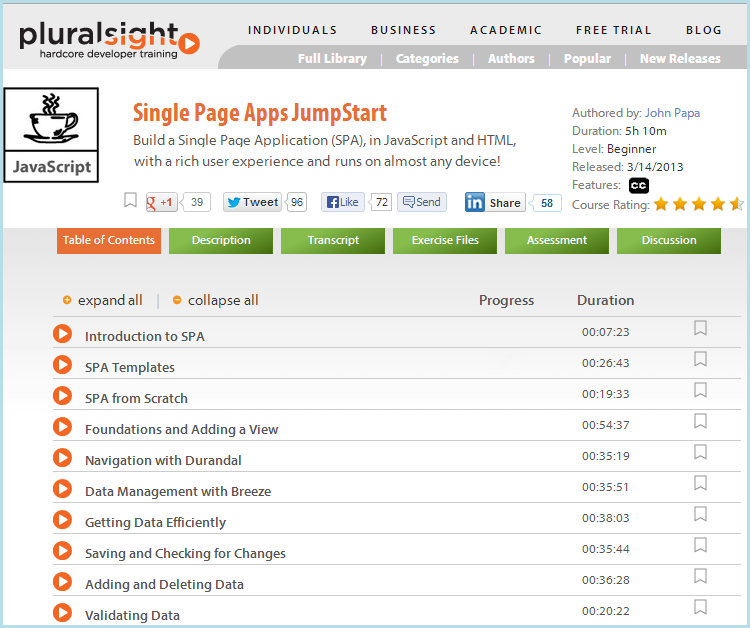 pluralsight
hardcore developer training
INDIVIDUALS BUSINESS ACADEMIC FREE TRIAL BLOG
Full Library | Categories | Authors | Popular | New Releases
JavaScript
Single Page Apps JumpStart
Build a Single Page Application (SPA), in JavaScript and HTML,
with a rich user experience and runs on almost any device!
Authored by: John Papa
Duration: 5h 10m
Level: Beginner
Released: 3/14/2013
Features: CC
Course Rating:
g +1 39 Tweet 96 Like 72 Send in Share 58
Table of Contents Description Transcript Exercise Files Assessment Discussion
expand all | collapse all Progress Duration
Introduction to SPA 00:07:23
SPA Templates 00:26:43
SPA from Scratch 00:19:33
Foundations and Adding a View 00:54:37
Navigation with Durandal 00:35:19
Data Management with Breeze 00:35:51
Getting Data Efficiently 00:38:03
Saving and Checking for Changes 00:35:44
Adding and Deleting Data 00:36:28
Validating Data 00:20:22